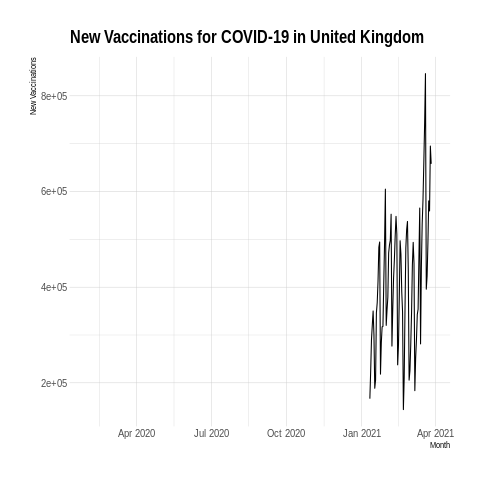 New Vaccinations for COVID-19 in United Kingdom
New Vaccinations
8e+05
6e+05
4e+05
2e+05
Apr 2020 Jul 2020 Oct 2020 Jan 2021 Apr 2021
Month